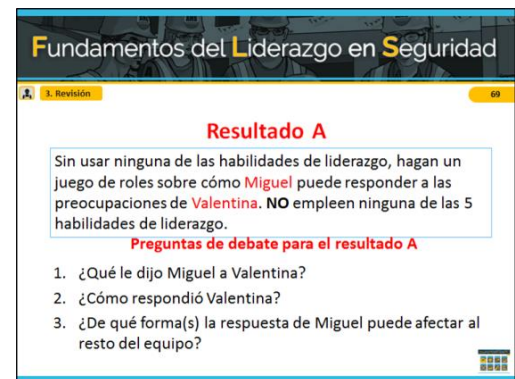 Fundamentos del Liderazgo en Seguridad
3. Revisión
69
Resultado A
Sin usar ninguna de las habilidades de liderazgo, hagan un
juego de roles sobre cómo Miguel puede responder a las
preocupaciones de Valentina. NO empleen ninguna de las 5
habilidades de liderazgo.
Preguntas de debate para el resultado A
1. ¿Qué le dijo Miguel a Valentina?
2. ¿Cómo respondió Valentina?
3. ¿De qué forma(s) la respuesta de Miguel puede afectar al
resto del equipo?